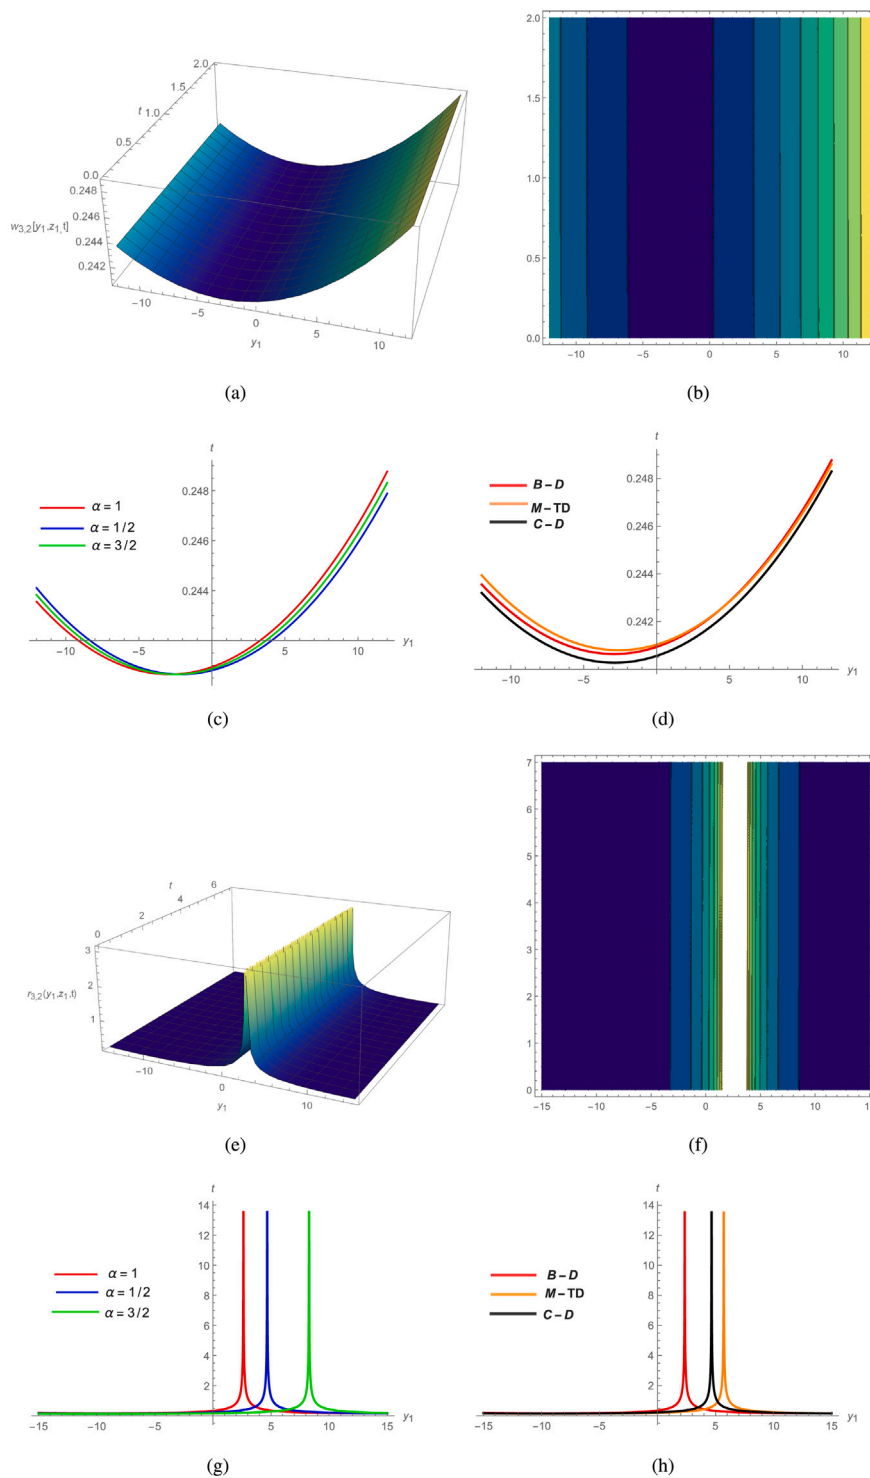 2.0
1.5
t
1.0
0.5
0.0
0.248
0.246
w3,2[y1,z1,t]
0.244
0.242
−10
−5
0
5
10
y1
(a)
2.0
1.5
1.0
0.5
0.0
−10
−5
0
5
10
(b)
t
0.248
0.246
0.244
α = 1
α = 1/2
α = 3/2
−10
−5
5
10
y1
(c)
t
0.248
0.246
0.244
0.242
B − D
M − TD
C − D
−10
−5
5
10
y1
(d)
t
6
4
2
0
3
2
r3,2(y1,z1,t)
1
−10
0
10
y1
(e)
7
6
5
4
3
2
1
0
−15
−10
−5
0
5
10
(f)
t
14
12
10
8
6
4
2
α = 1
α = 1/2
α = 3/2
−15
−10
−5
5
10
15
y1
(g)
t
14
12
10
8
6
4
2
B − D
M − TD
C − D
−15
−10
−5
5
10
15
y1
(h)